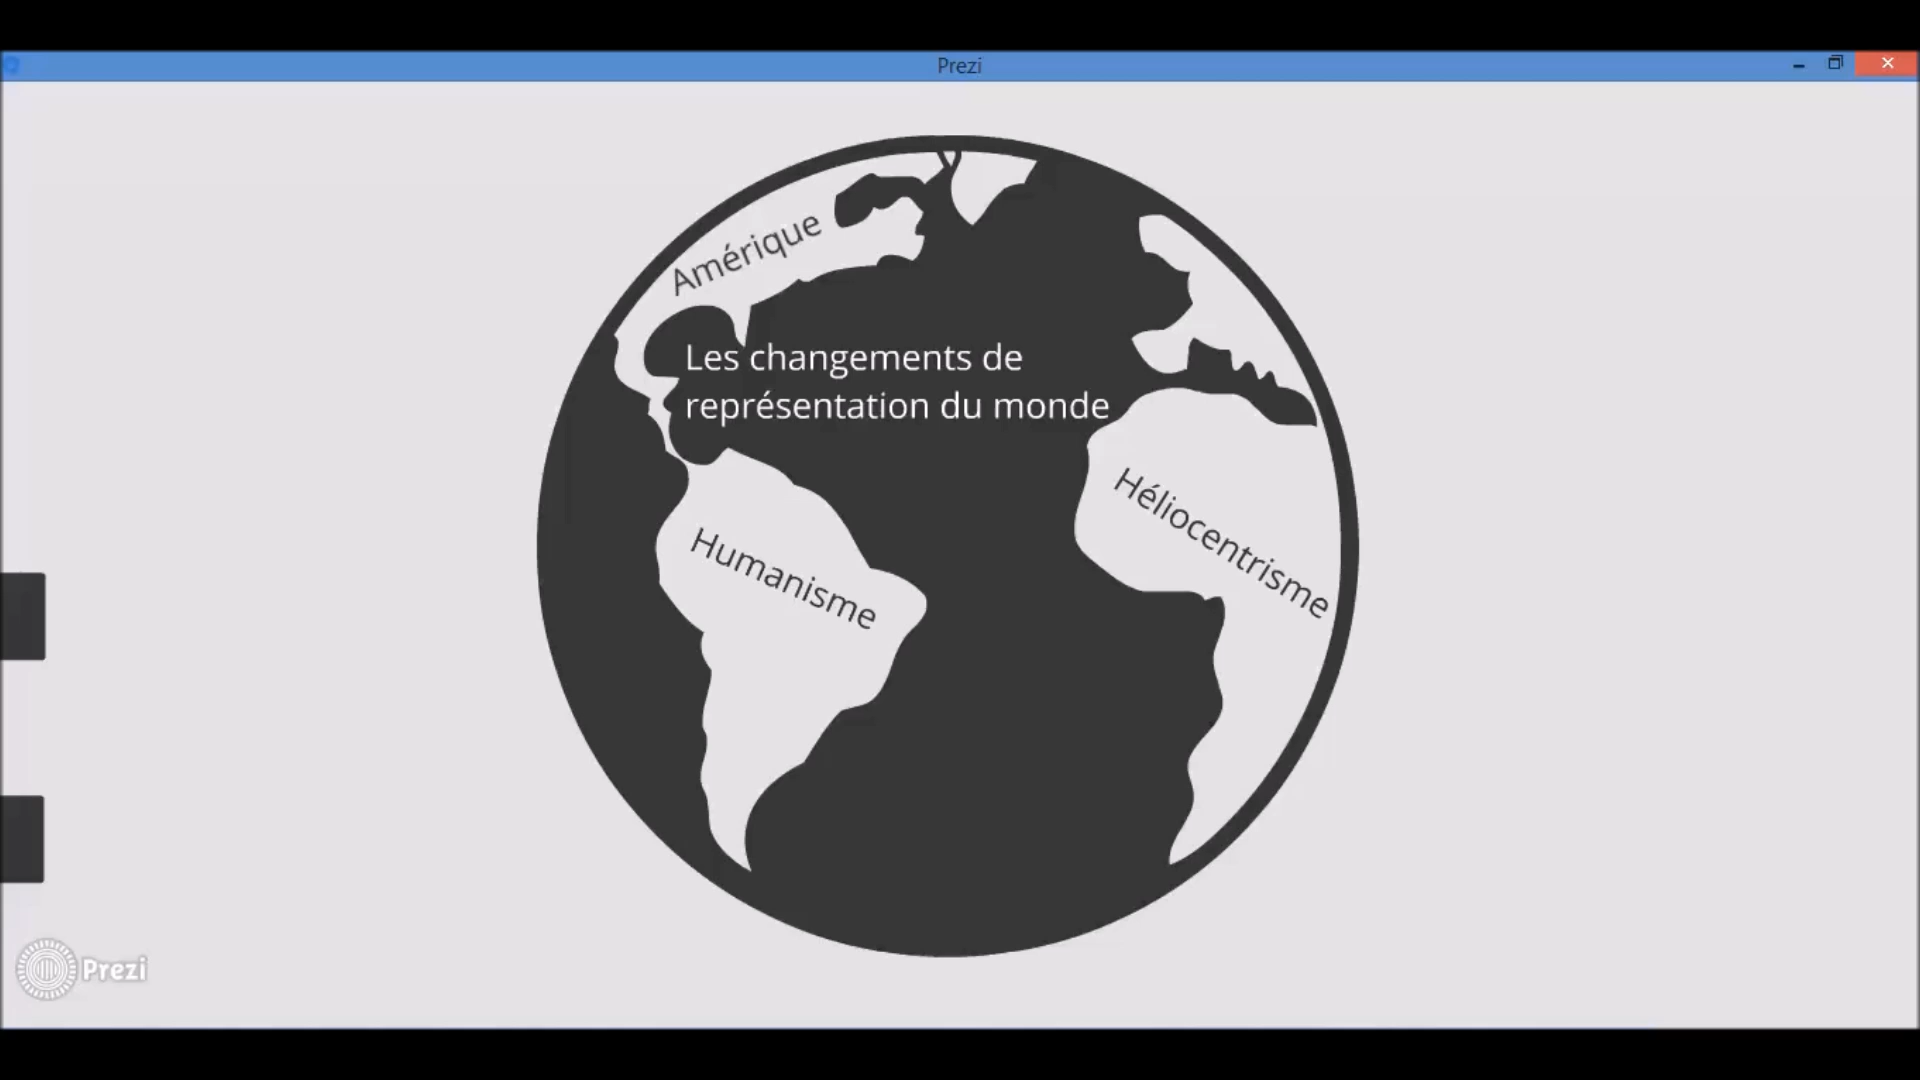 Prezi
Amérique
Les changements de
représentation du monde
Héliocentrisme
Humanisme
Prezi